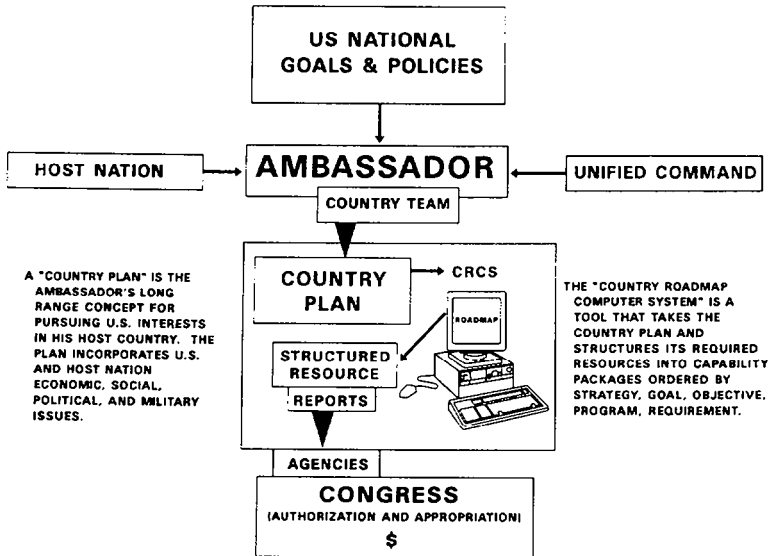 US NATIONAL
GOALS & POLICIES
HOST NATION
AMBASSADOR
UNIFIED COMMAND
COUNTRY TEAM
COUNTRY
PLAN
CRCS
ROADMAP
STRUCTURED
RESOURCE
REPORTS
A "COUNTRY PLAN" IS THE
AMBASSADOR'S LONG
RANGE CONCEPT FOR
PURSUING U.S. INTERESTS
IN HIS HOST COUNTRY. THE
PLAN INCORPORATES U.S.
AND HOST NATION
ECONOMIC, SOCIAL,
POLITICAL, AND MILITARY
ISSUES.
THE "COUNTRY ROADMAP
COMPUTER SYSTEM" IS A
TOOL THAT TAKES THE
COUNTRY PLAN AND
STRUCTURES ITS REQUIRED
RESOURCES INTO CAPABILITY
PACKAGES ORDERED BY
STRATEGY, GOAL, OBJECTIVE,
PROGRAM, REQUIREMENT.
AGENCIES
CONGRESS
(AUTHORIZATION AND APPROPRIATION)
$